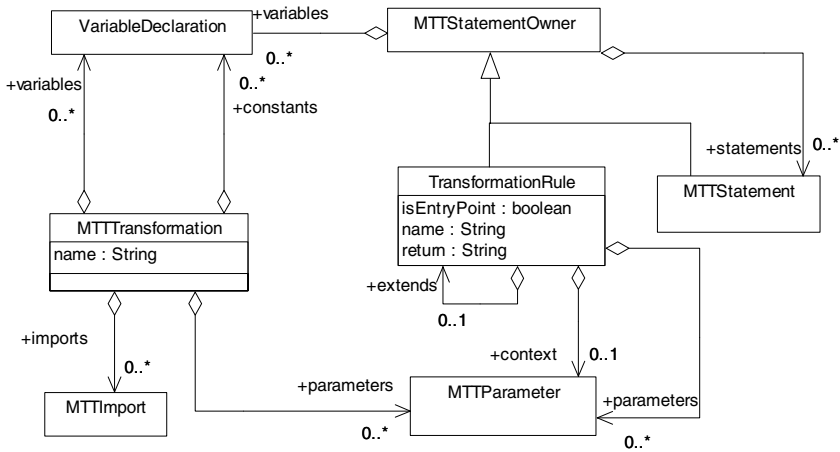 VariableDeclaration
+variables
MTTStatementOwner
0..*
+variables
0..*
0..*
+constants
+statements
0..*
TransformationRule
isEntryPoint : boolean
name : String
return : String
MTTStatement
MTTTransformation
name : String
+extends
0..1
+imports
0..*
+context
0..1
MTTImport
+parameters
0..*
MTTParameter
+parameters
0..*